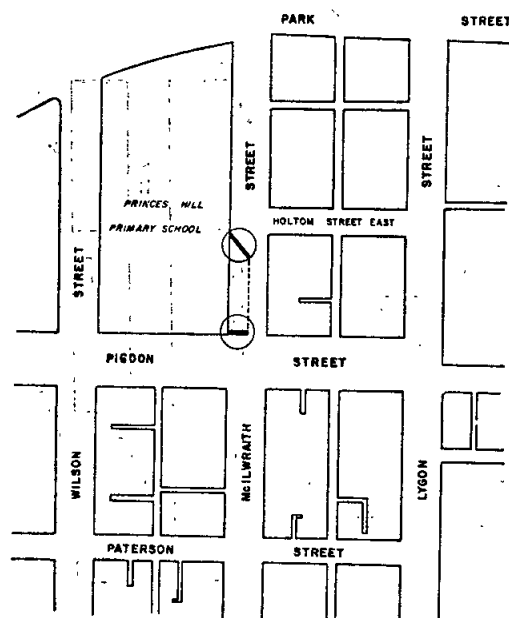 PARK STREET
STREET
STREET
PRINCES HILL
PRIMARY SCHOOL
HOLTOM STREET EAST
STREET
PIGDON STREET
WILSON
McILWRAITH
LYGON
PATERSON STREET